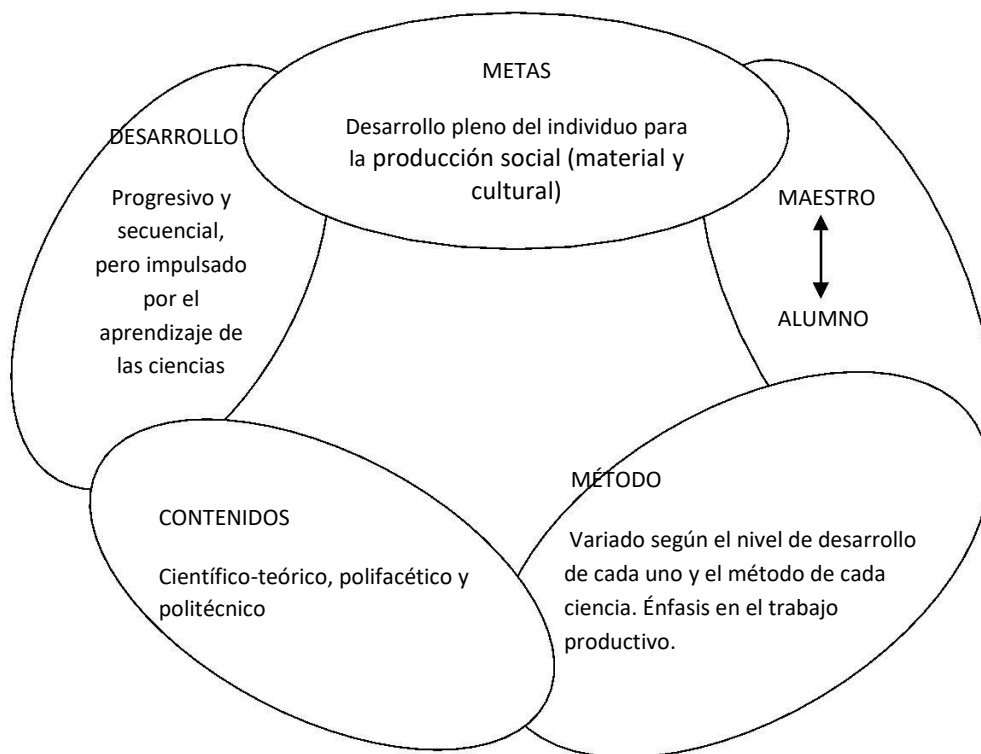 METAS
Desarrollo pleno del individuo para
la producción social (material y
cultural)
DESARROLLO
Progresivo y
secuencial,
pero impulsado
por el
aprendizaje de
las ciencias
MAESTRO
ALUMNO
CONTENIDOS
Científico-teórico, polifacético y
politécnico
MÉTODO
Variado según el nivel de desarrollo
de cada uno y el método de cada
ciencia. Énfasis en el trabajo
productivo.